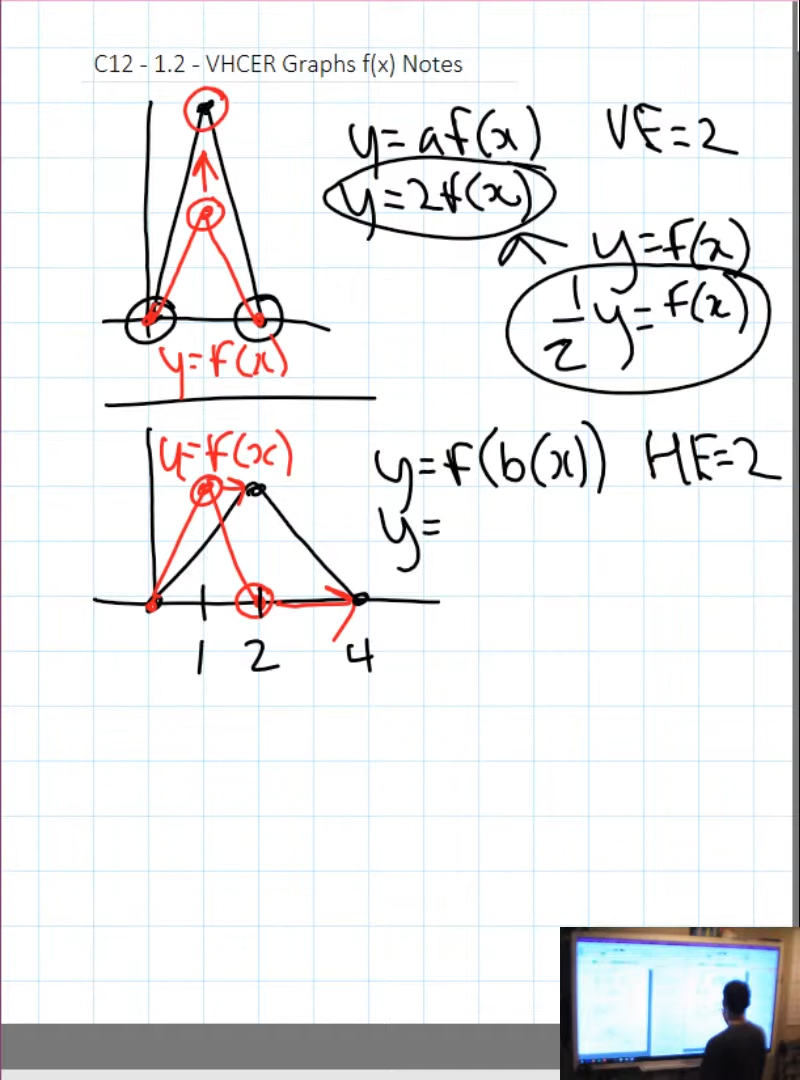 C12 - 1.2 - VHCER Graphs f(x) Notes
y=af(x) VE=2
y=2f(x)
y=f(x)
1/2 y=f(x)
y=f(x)
y=f(x)
y=f(b(x)) HE=2
y=
1 2 4